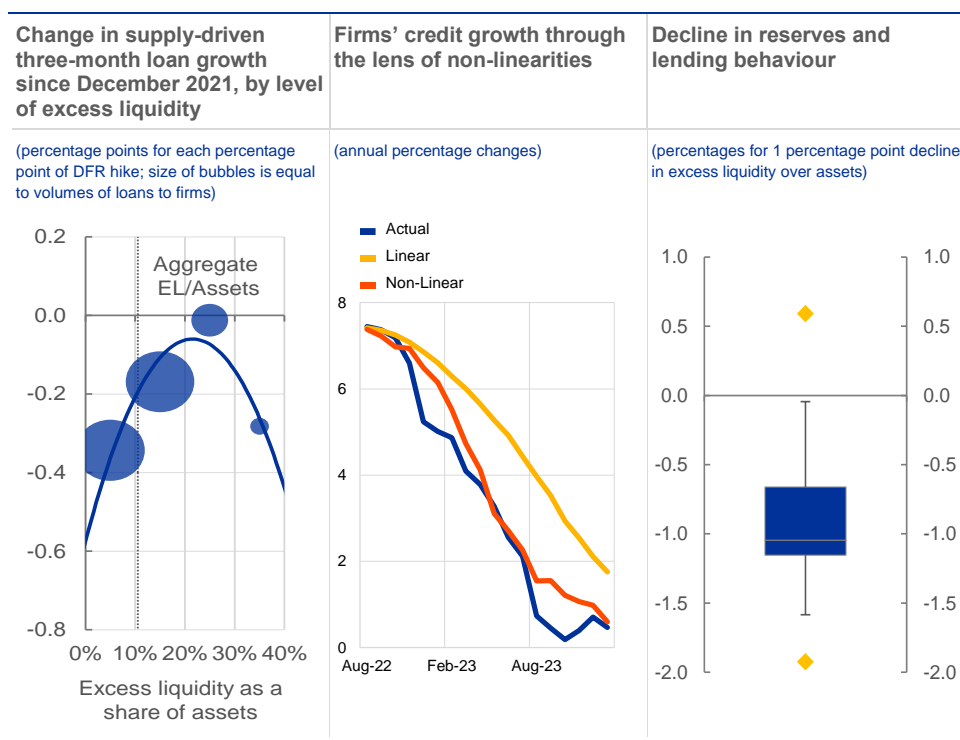 Change in supply-driven
three-month loan growth
since December 2021, by level
of excess liquidity
(percentage points for each percentage
point of DFR hike; size of bubbles is equal
to volumes of loans to firms)
0.2
0.0
-0.2
-0.4
-0.6
-0.8
Aggregate
EL/Assets
0% 10% 20% 30% 40%
Excess liquidity as a
share of assets
Firms’ credit growth through
the lens of non-linearities
(annual percentage changes)
Actual
Linear
Non-Linear
8
6
4
2
0
Aug-22 Feb-23 Aug-23
Decline in reserves and
lending behaviour
(percentages for 1 percentage point decline
in excess liquidity over assets)
1.0 1.0
0.5 0.5
0.0 0.0
-0.5 -0.5
-1.0 -1.0
-1.5 -1.5
-2.0 -2.0